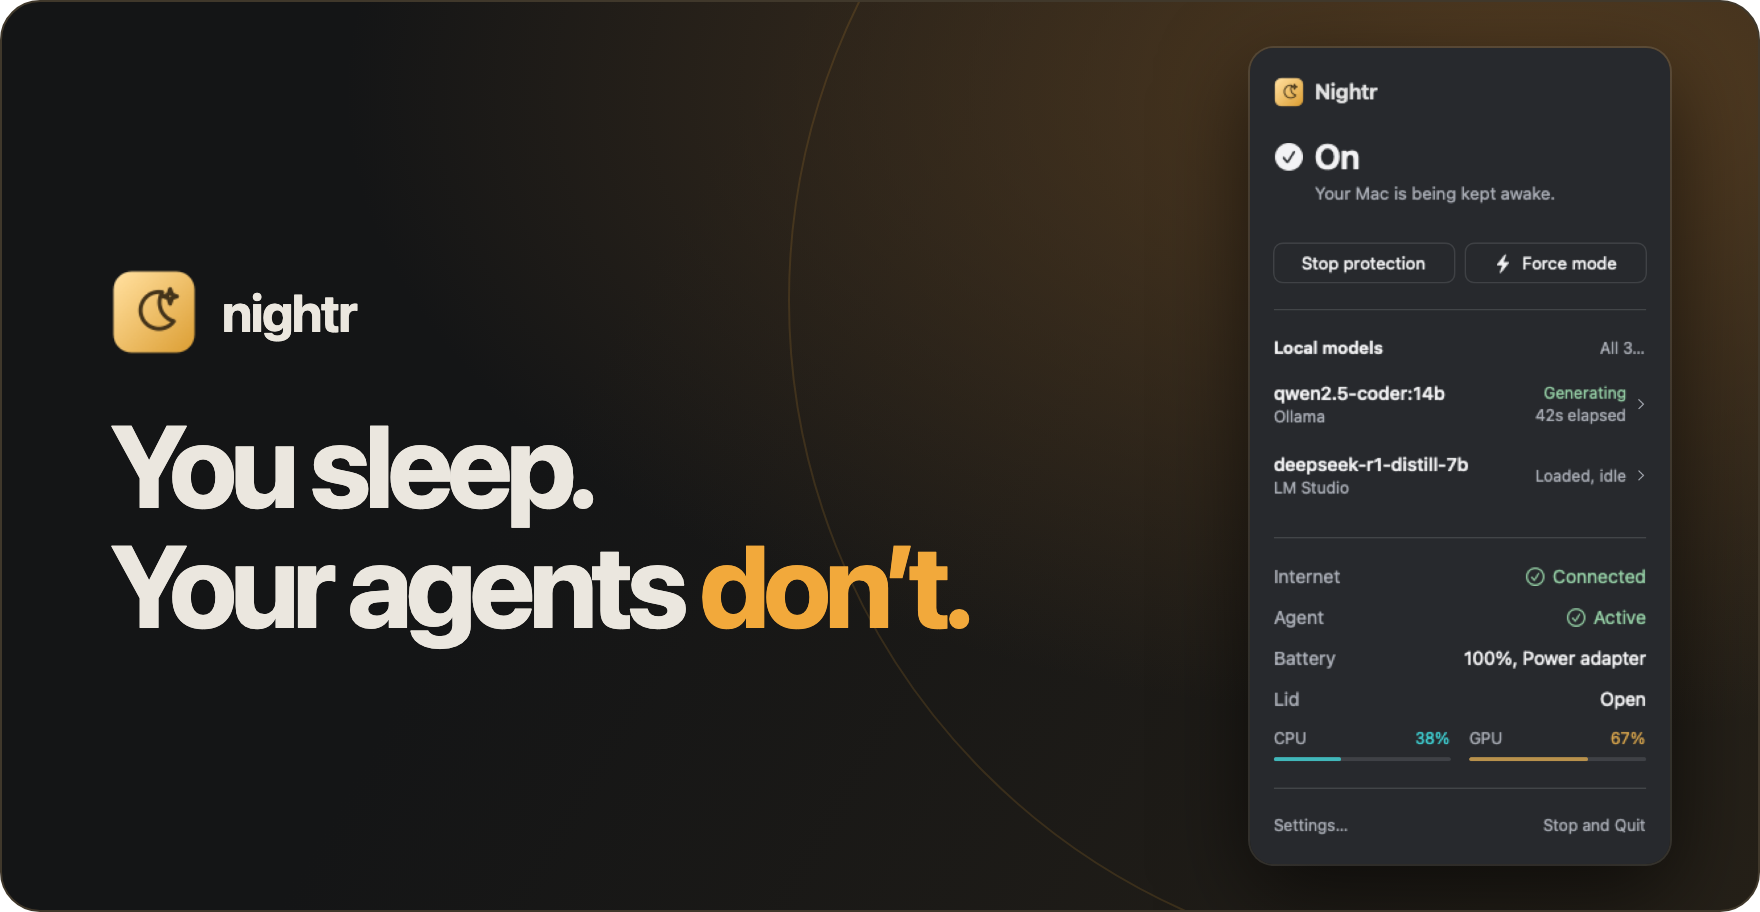 nightr
You sleep.
Your agents don't.
Nightr
On
Your Mac is being kept awake.
Stop protection
Force mode
Local models
All 3...
qwen2.5-coder:14b
Generating
Ollama
42s elapsed
deepseek-r1-distill-7b
LM Studio
Loaded, idle
Internet
Connected
Agent
Active
Battery
100%, Power adapter
Lid
Open
CPU
38%
GPU
67%
Settings...
Stop and Quit